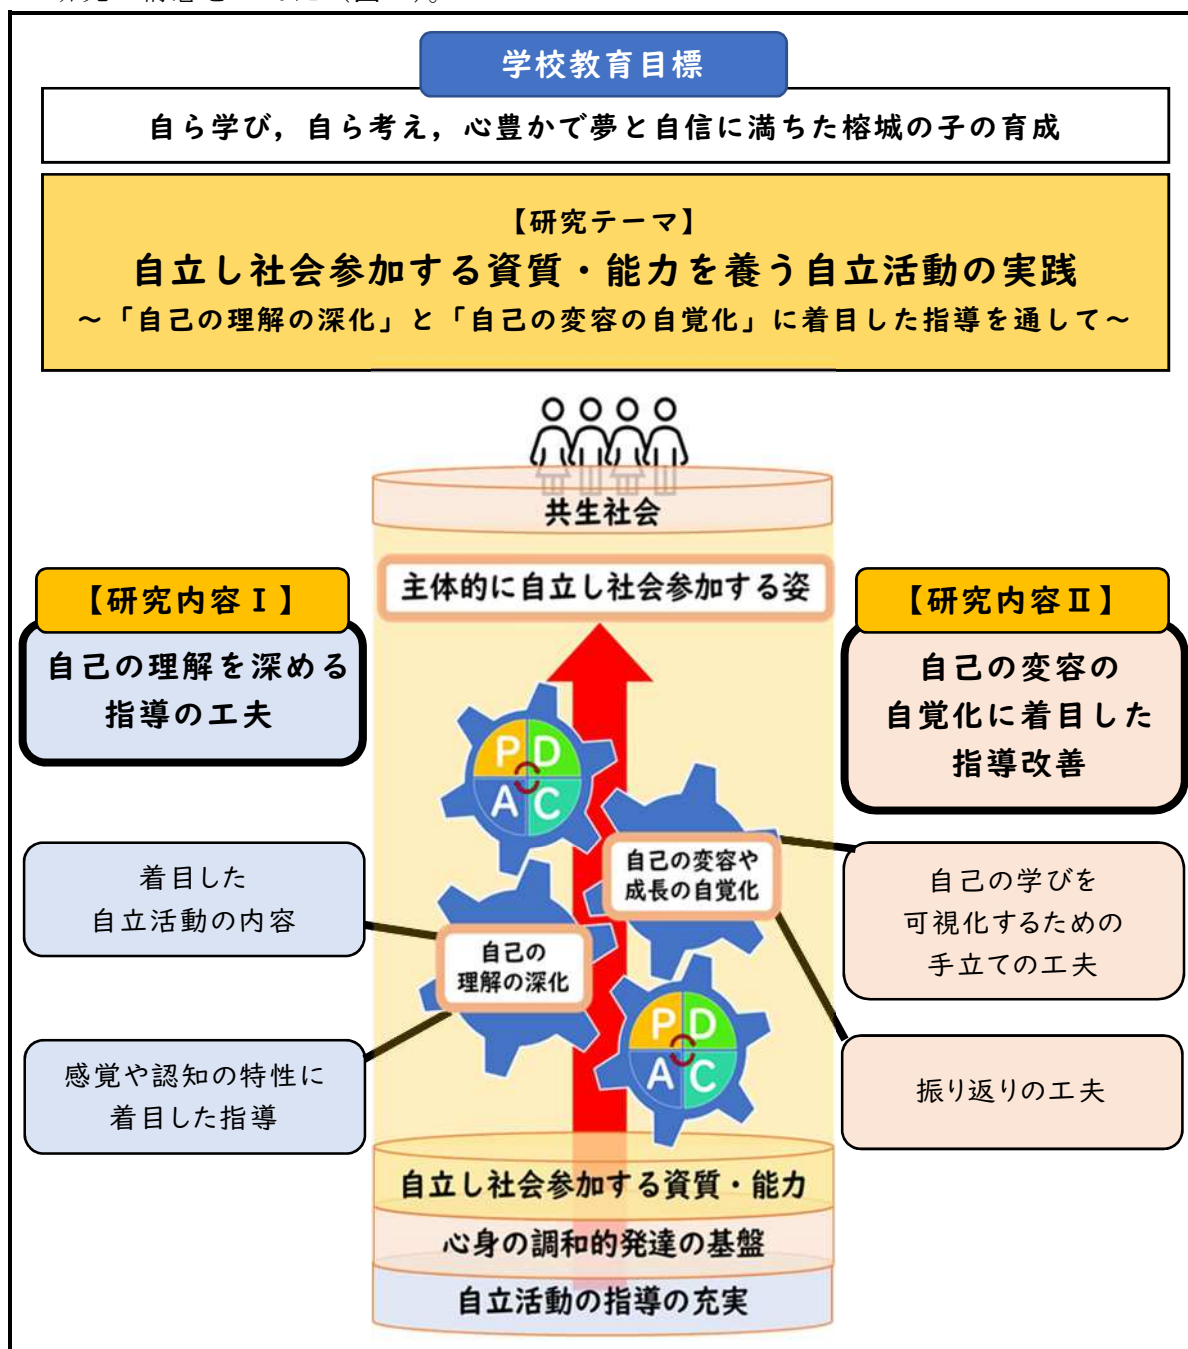 学校教育目標
自ら学び，自ら考え，心豊かで夢と自信に満ちた榕城の子の育成
【研究テーマ】
自立し社会参加する資質・能力を養う自立活動の実践
～「自己の理解の深化」と「自己の変容の自覚化」に着目した指導を通して～
共生社会
主体的に自立し社会参加する姿
【研究内容Ⅰ】
自己の理解を深める
指導の工夫
着目した
自立活動の内容
感覚や認知の特性に
着目した指導
P D
A C
自己の変容や
成長の自覚化
自己の
理解の深化
P D
A C
【研究内容Ⅱ】
自己の変容の
自覚化に着目した
指導改善
自己の学びを
可視化するための
手立ての工夫
振り返りの工夫
自立し社会参加する資質・能力
心身の調和的発達の基盤
自立活動の指導の充実